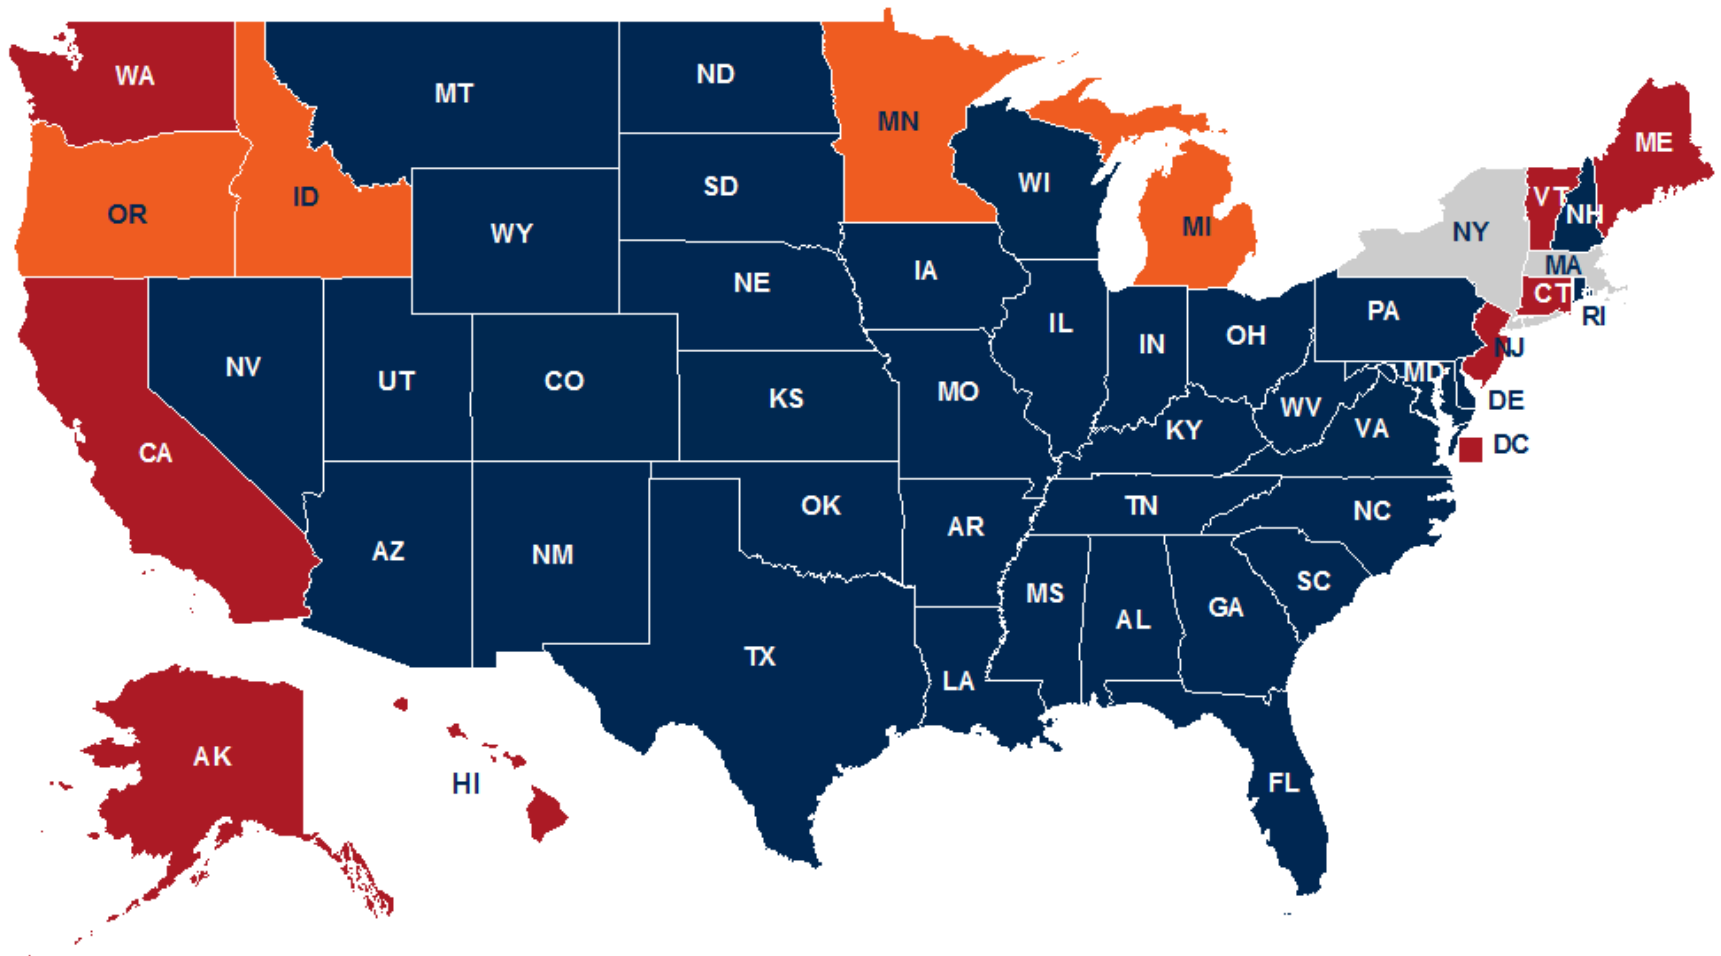 WA
MT
ND
MN
ME
OR
ID
SD
WI
VT
NH
WY
MI
NY
IA
MA
NE
CT
RI
PA
IL
IN
OH
NJ
NV
UT
CO
KS
MO
MD
DE
WV
VA
KY
DC
CA
OK
TN
NC
AR
AZ
NM
MS
AL
GA
SC
TX
LA
AK
HI
FL